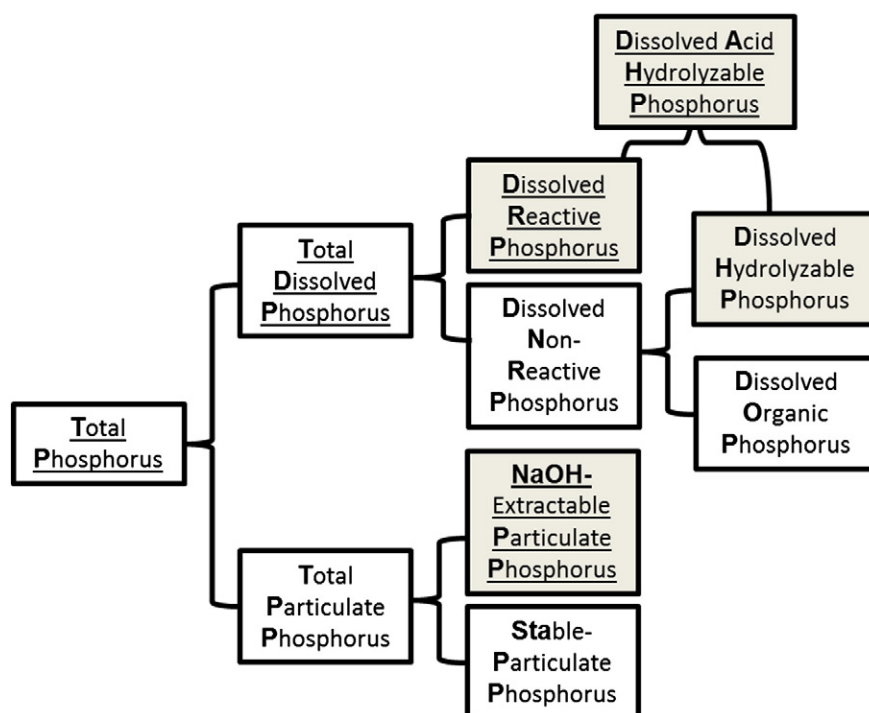 Dissolved Acid
Hydrolyzable
Phosphorus
Dissolved
Reactive
Phosphorus
Total
Dissolved
Phosphorus
Dissolved
Hydrolyzable
Phosphorus
Dissolved
Non-
Reactive
Phosphorus
Dissolved
Organic
Phosphorus
Total
Phosphorus
NaOH-
Extractable
Particulate
Phosphorus
Total
Particulate
Phosphorus
Stable-
Particulate
Phosphorus